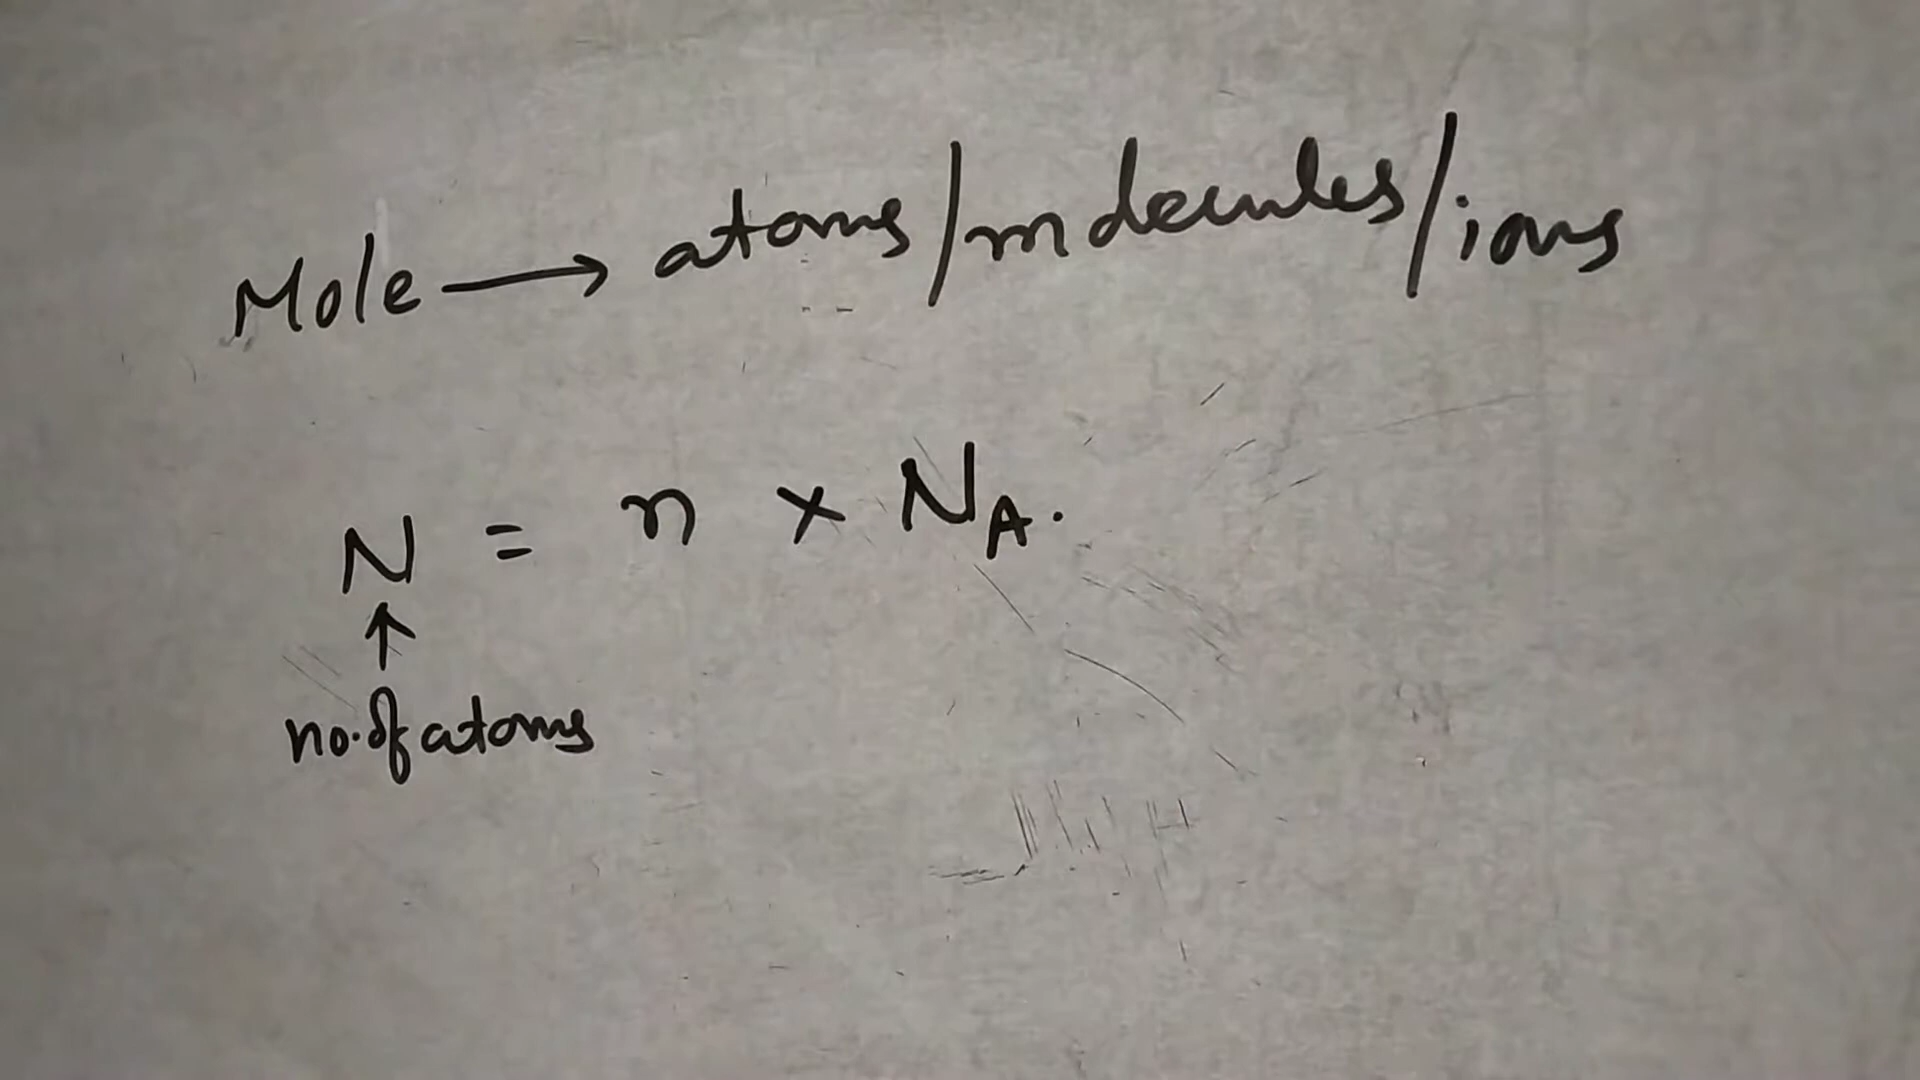 Mole → atoms/molecules/ions
N = n × NA.
↑
no. of atoms